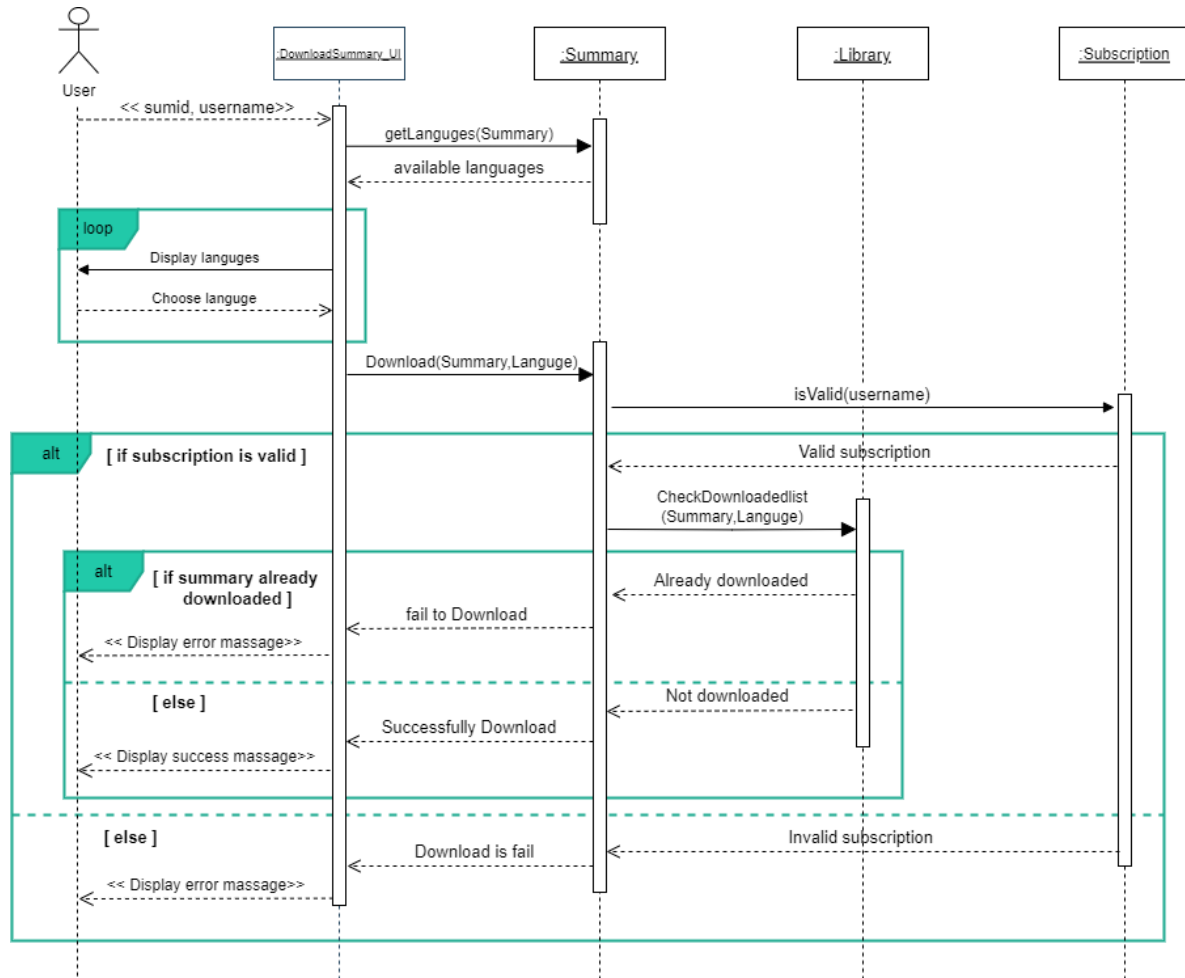 :DownloadSummary_UI
:Summary
:Library
:Subscription
User
<< sumid, username>>
getLanguges(Summary)
available languages
loop
Display languges
Choose languge
Download(Summary,Languge)
isValid(username)
alt
[ if subscription is valid ]
Valid subscription
CheckDownloadedlist
(Summary,Languge)
alt
[ if summary already
downloaded ]
Already downloaded
fail to Download
<< Display error massage>>
[ else ]
Not downloaded
Successfully Download
<< Display success massage>>
[ else ]
Invalid subscription
Download is fail
<< Display error massage>>